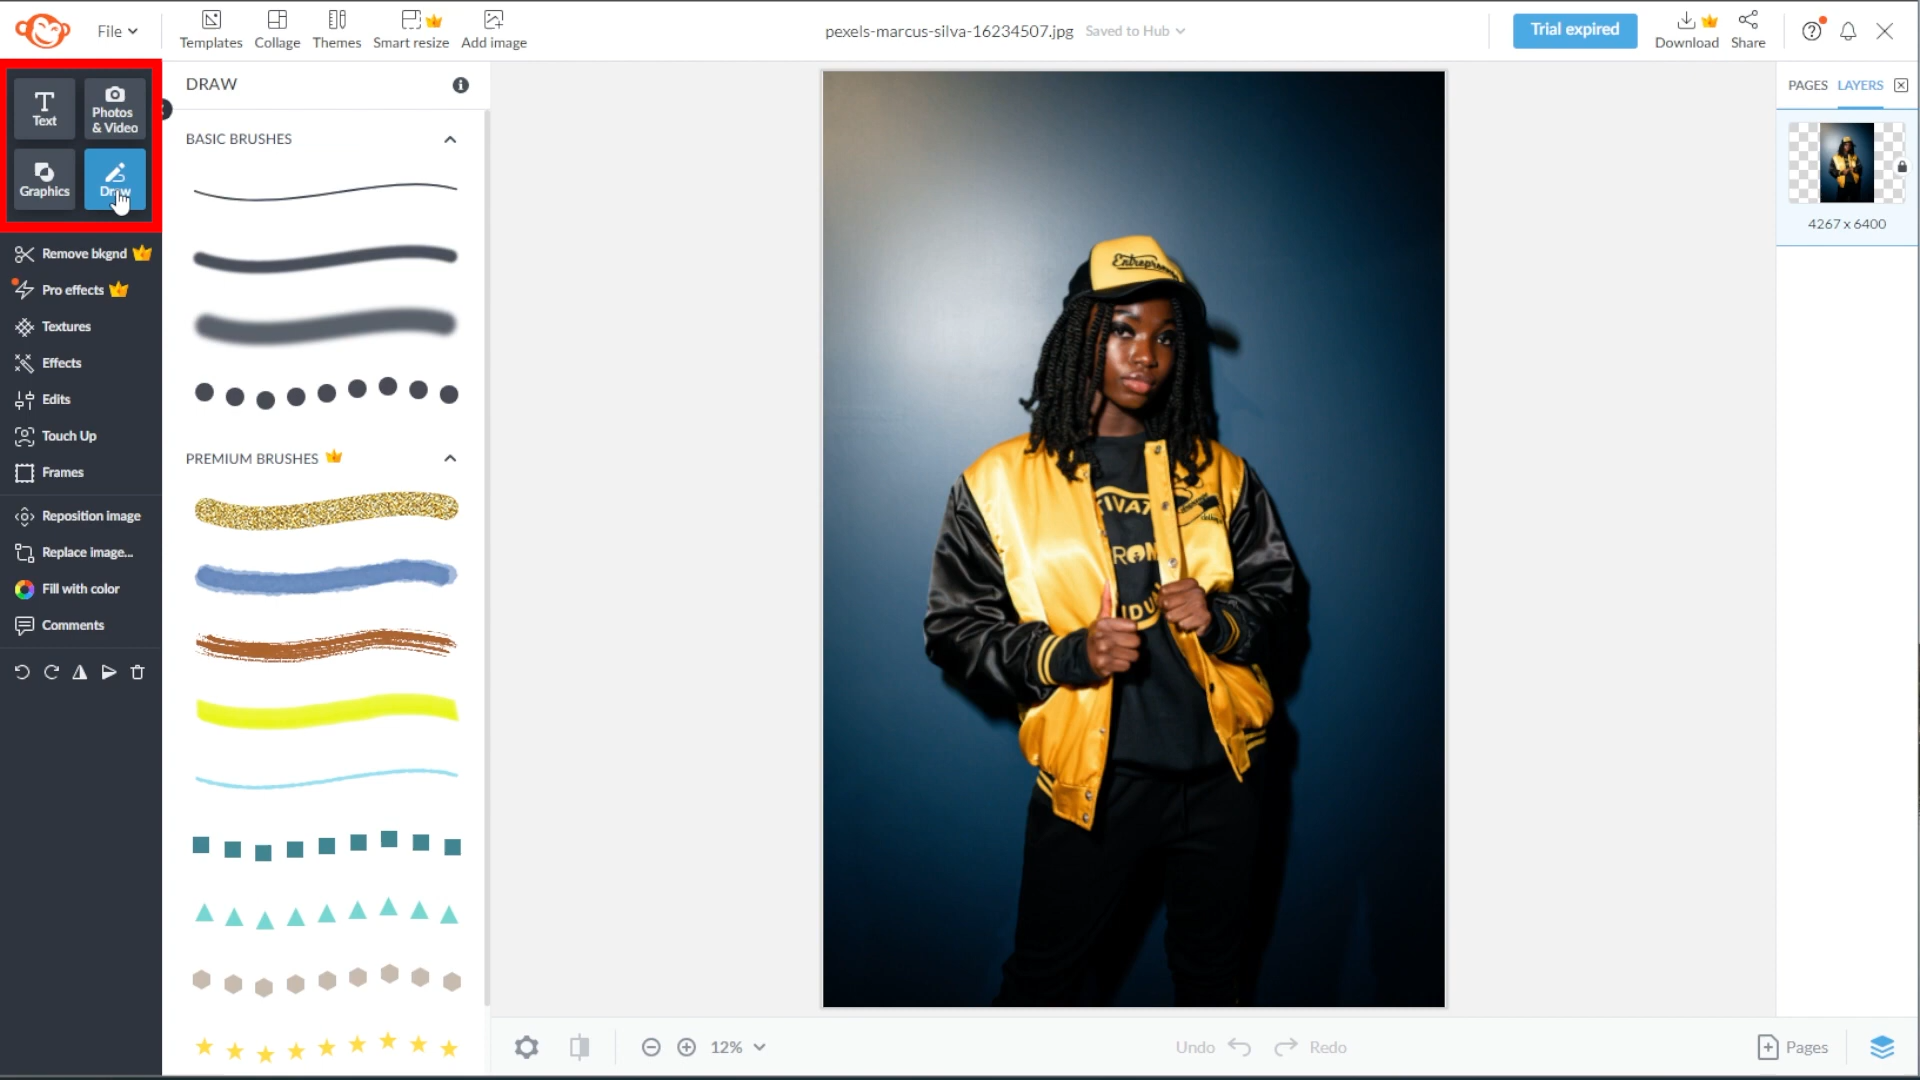 File
Templates
Collage
Themes
Smart resize
Add image
pexels-marcus-silva-16234507.jpg
Saved to Hub
Trial expired
Download
Share
Text
Photos
& Video
Graphics
Draw
DRAW
BASIC BRUSHES
PREMIUM BRUSHES
Remove bkgnd
Pro effects
Textures
Effects
Edits
Touch Up
Frames
Reposition image
Replace image...
Fill with color
Comments
PAGES LAYERS
4267 x 6400
12%
Undo
Redo
Pages